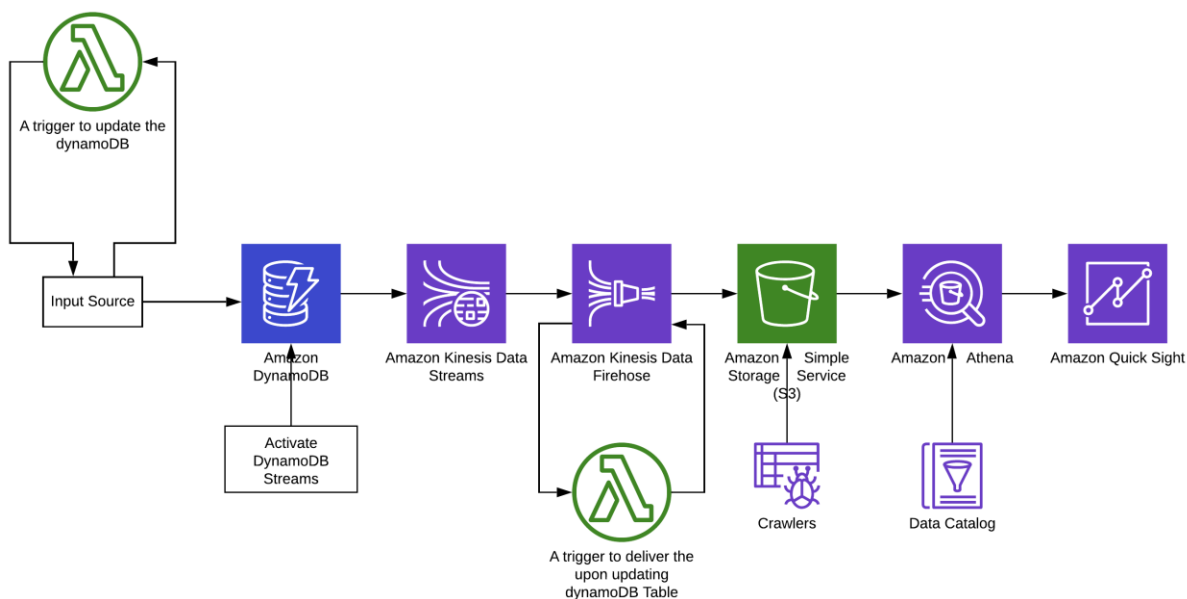 A trigger to update the
dynamoDB
Input Source
Amazon
DynamoDB
Activate
DynamoDB
Streams
Amazon Kinesis Data
Streams
Amazon Kinesis Data
Firehose
A trigger to deliver the
upon updating
dynamoDB Table
Amazon Simple
Storage Service
(S3)
Crawlers
Amazon Athena
Data Catalog
Amazon Quick Sight